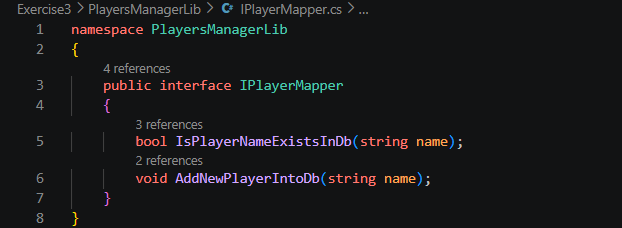 Exercise3 > PlayersManagerLib > IPlayerMapper.cs > ...
1 namespace PlayersManagerLib
2 {
4 references
3 public interface IPlayerMapper
4 {
3 references
5 bool IsPlayerNameExistsInDb(string name);
2 references
6 void AddNewPlayerIntoDb(string name);
7 }
8 }